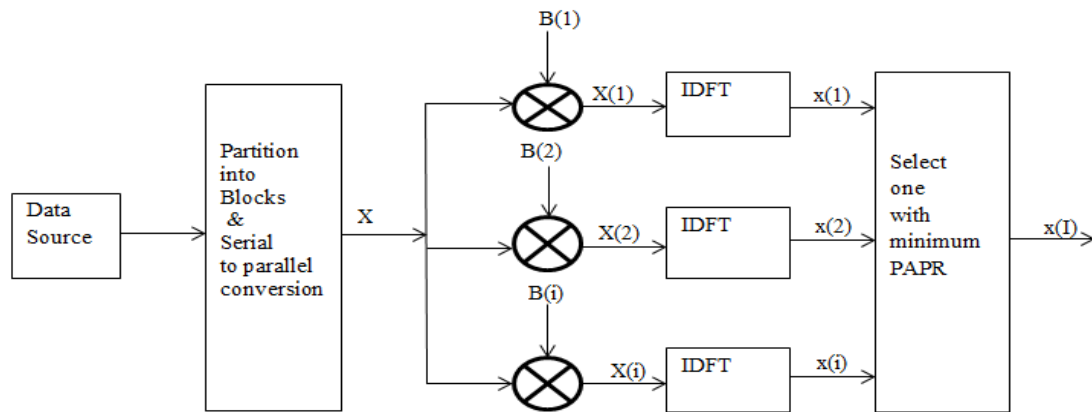 Data
Source
Partition
into
Blocks
&
Serial
to parallel
conversion
X
B(1)
X(1)
IDFT
x(1)
B(2)
X(2)
IDFT
x(2)
B(i)
X(i)
IDFT
x(i)
Select
one
with
minimum
PAPR
x(I)